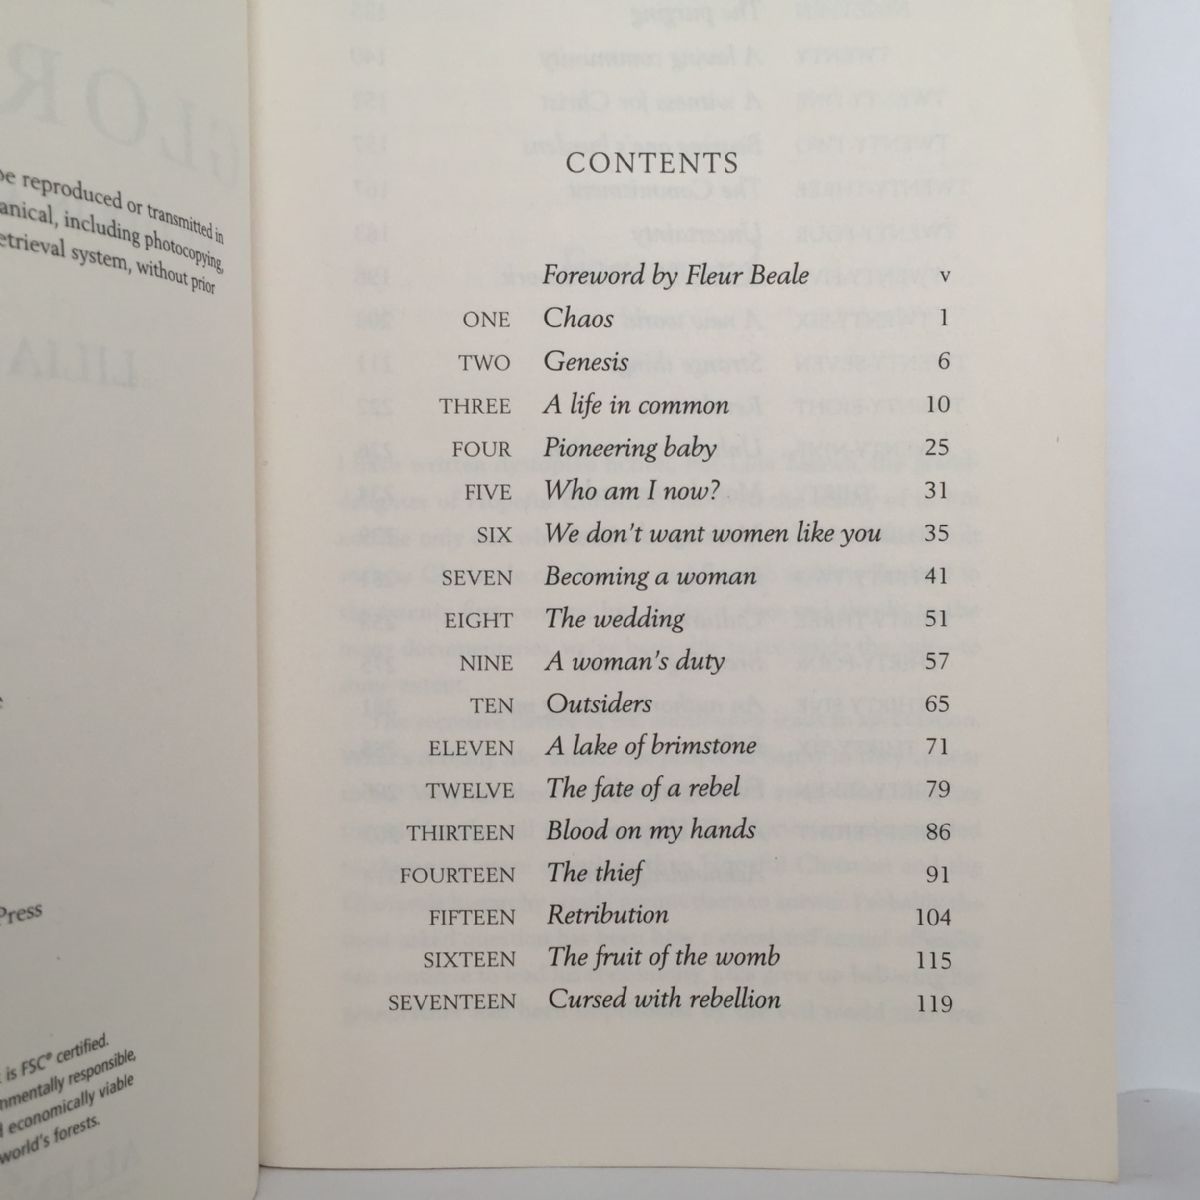 be reproduced or transmitted in
anical, including photocopying,
etrieval system, without prior
Press
is FSC® certified.
nmentally responsible,
economically viable
world's forests.
CONTENTS
Foreword by Fleur Beale v
ONE Chaos 1
TWO Genesis 6
THREE A life in common 10
FOUR Pioneering baby 25
FIVE Who am I now? 31
SIX We don't want women like you 35
SEVEN Becoming a woman 41
EIGHT The wedding 51
NINE A woman's duty 57
TEN Outsiders 65
ELEVEN A lake of brimstone 71
TWELVE The fate of a rebel 79
THIRTEEN Blood on my hands 86
FOURTEEN The thief 91
FIFTEEN Retribution 104
SIXTEEN The fruit of the womb 115
SEVENTEEN Cursed with rebellion 119